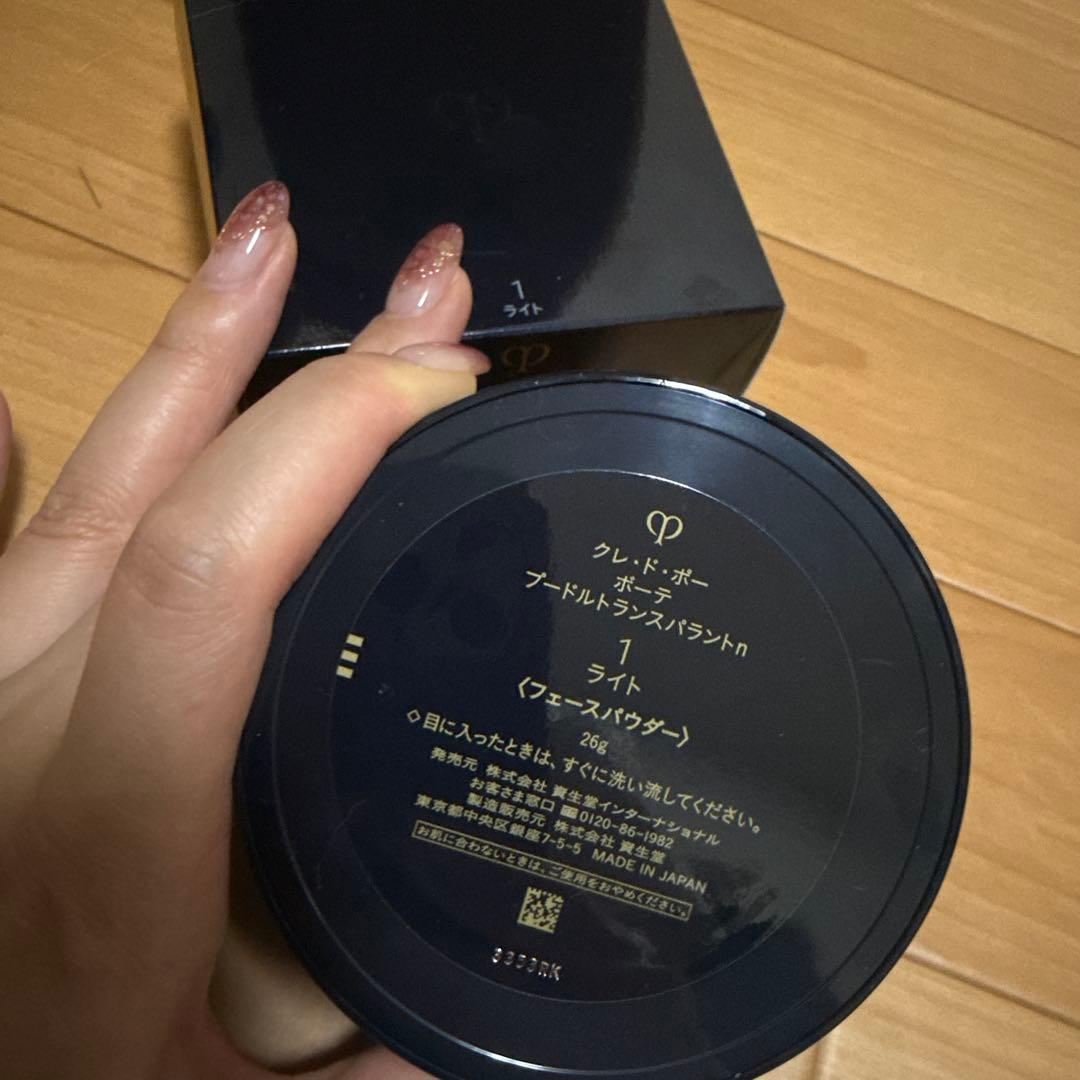 1
ライト
クレ・ド・ポー
ボーテ
プードルトランスパラントn
1
ライト
〈フェースパウダー〉
26g
◇目に入ったときは、すぐに洗い流してください。
発売元 株式会社 資生堂インターナショナル
お客さま窓口 0120-86-1982
製造販売元 株式会社 資生堂
東京都中央区銀座7-5-5 MADE IN JAPAN
お肌に合わないときは、ご使用をおやめください。